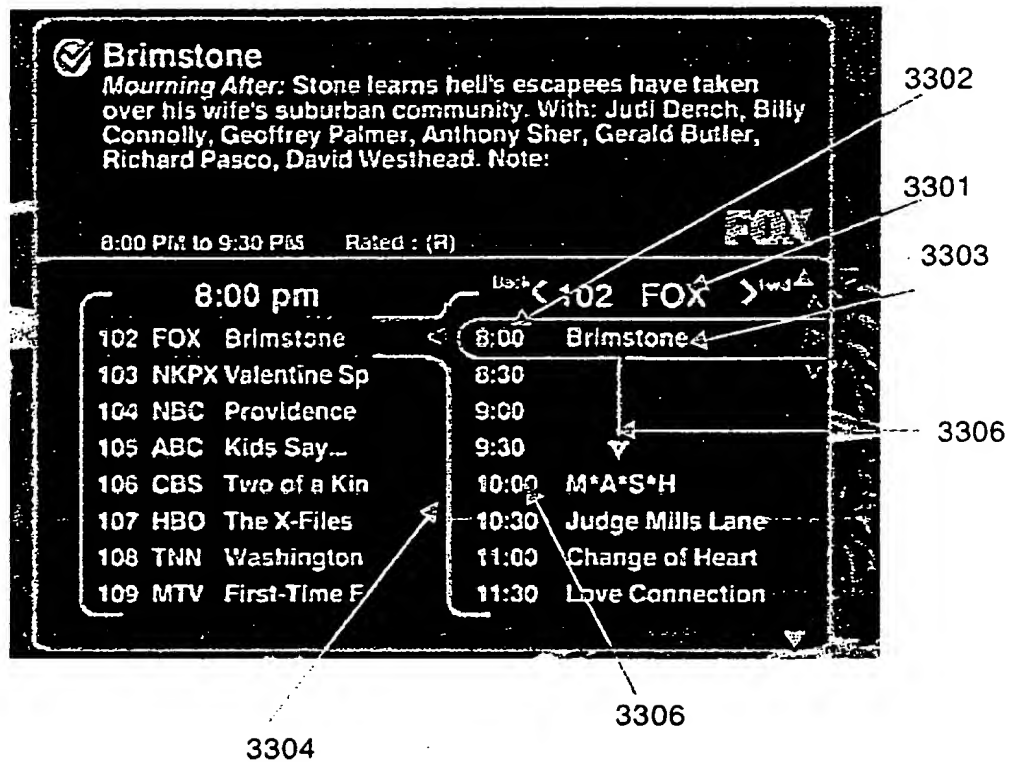 Brimstone
Mourning After: Stone learns hell's escapees have taken
over his wife's suburban community. With: Judi Dench, Billy
Connolly, Geoffrey Palmer, Anthony Sher, Gerald Butler,
Richard Pasco, David Westhead. Note:
8:00 PM to 9:30 PM Rated : (R)
FOX
8:00 pm
102 FOX Brimstone
103 NKPX Valentine Sp
104 NBC Providence
105 ABC Kids Say...
106 CBS Two of a Kin
107 HBO The X-Files
108 TNN Washington
109 MTV First-Time F
Back < 102 FOX > fwd
8:00 Brimstone
8:30
9:00
9:30
10:00 M*A*S*H
10:30 Judge Mills Lane
11:00 Change of Heart
11:30 Love Connection
3302
3301
3303
3306
3306
3304